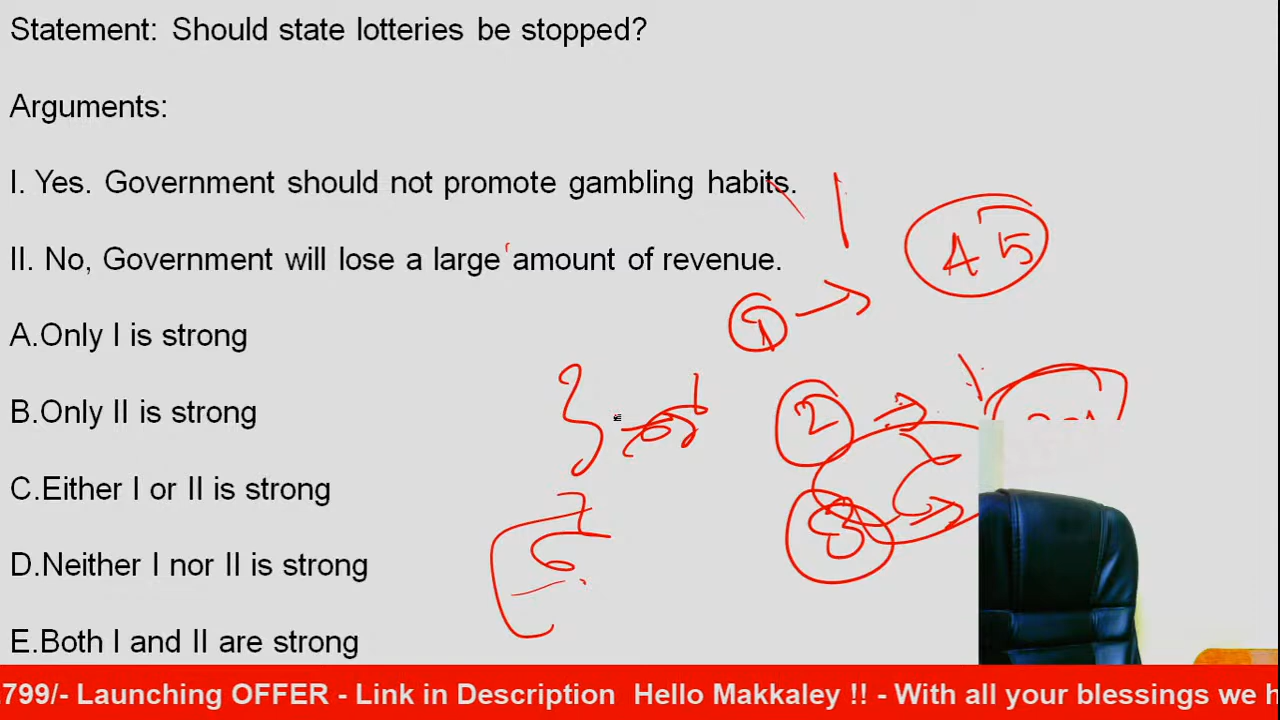 Statement: Should state lotteries be stopped?
Arguments:
I. Yes. Government should not promote gambling habits.
II. No, Government will lose a large amount of revenue.
45
1
A.Only I is strong
B.Only II is strong
2
C.Either I or II is strong
3
D.Neither I nor II is strong
E.Both I and II are strong
799/- Launching OFFER - Link in Description Hello Makkaley !! - With all your blessings we h